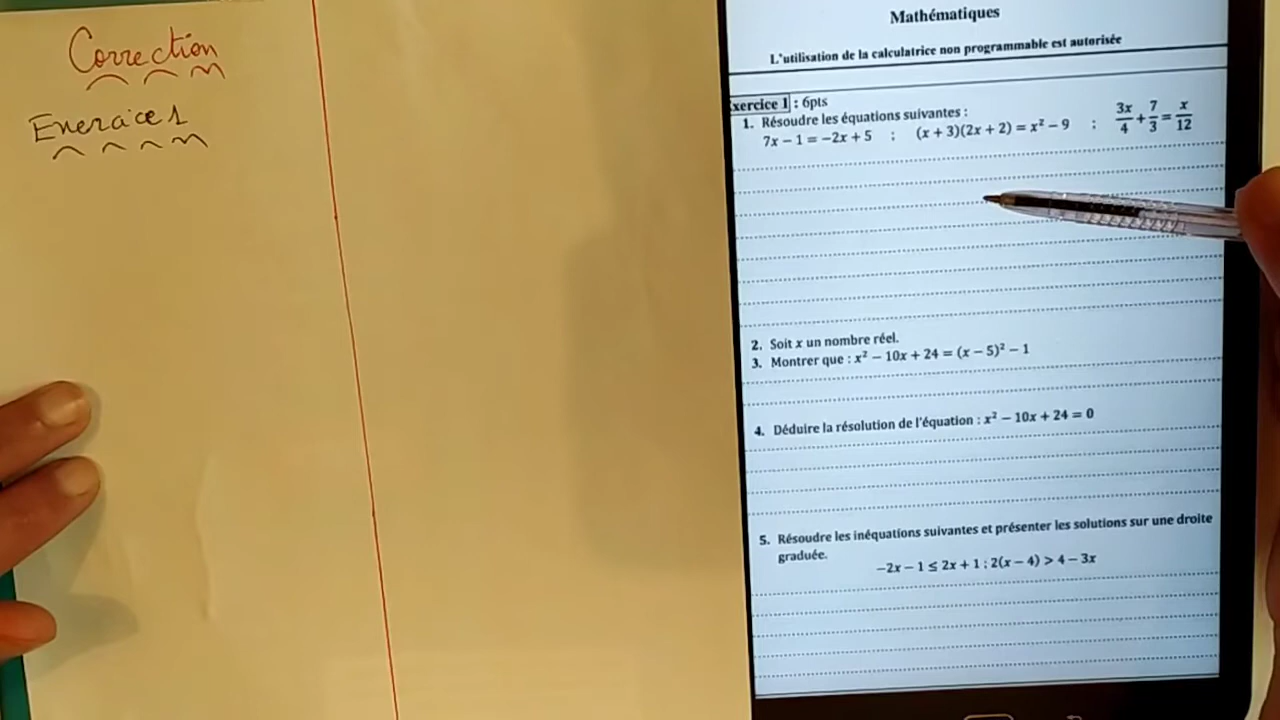 Correction
Exercice 1
Mathématiques
L'utilisation de la calculatrice non programmable est autorisée
xercice 1 : 6pts
1. Résoudre les équations suivantes :
7x − 1 = −2x + 5 ; (x + 3)(2x + 2) = x² − 9 ; 3x/4 + 7/3 = x/12
2. Soit x un nombre réel.
3. Montrer que : x² − 10x + 24 = (x − 5)² − 1
4. Déduire la résolution de l'équation : x² − 10x + 24 = 0
5. Résoudre les inéquations suivantes et présenter les solutions sur une droite
graduée.
−2x − 1 ≤ 2x + 1 ; 2(x − 4) > 4 − 3x